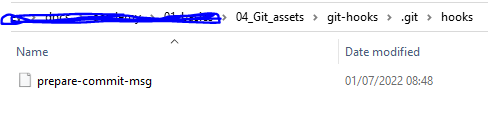 04_Git_assets > git-hooks > .git > hooks
Name Date modified
prepare-commit-msg 01/07/2022 08:48